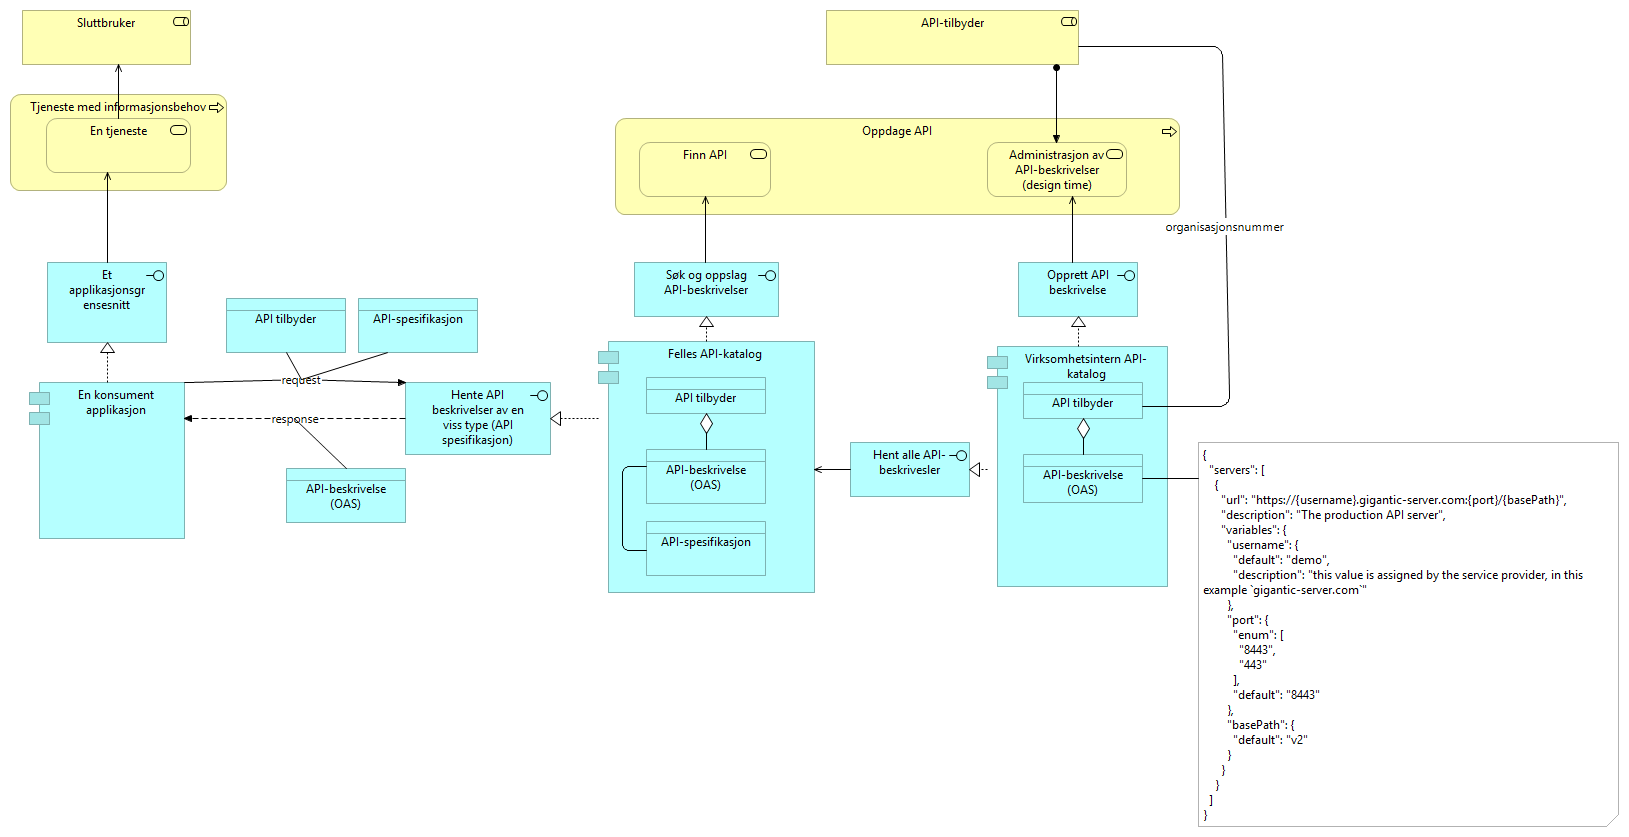 Sluttbruker
API-tilbyder
Tjeneste med informasjonsbehov
En tjeneste
Oppdage API
Finn API
Administrasjon av
API-beskrivelser
(design time)
organisasjonsnummer
Et
applikasjonsgr
ensesnitt
Søk og oppslag
API-beskrivelser
Opprett API
beskrivelse
API tilbyder
API-spesifikasjon
request
response
En konsument
applikasjon
Hente API
beskrivelser av en
viss type (API
spesifikasjon)
API-beskrivelse
(OAS)
Felles API-katalog
API tilbyder
API-beskrivelse
(OAS)
API-spesifikasjon
Hent alle API-
beskrivesler
Virksomhetsintern API-
katalog
API tilbyder
API-beskrivelse
(OAS)
{
"servers": [
{
"url": "https://{username}.gigantic-server.com:{port}/{basePath}",
"description": "The production API server",
"variables": {
"username": {
"default": "demo",
"description": "this value is assigned by the service provider, in this
example `gigantic-server.com`"
},
"port": {
"enum": [
"8443",
"443"
],
"default": "8443"
},
"basePath": {
"default": "v2"
}
}
}
]
}